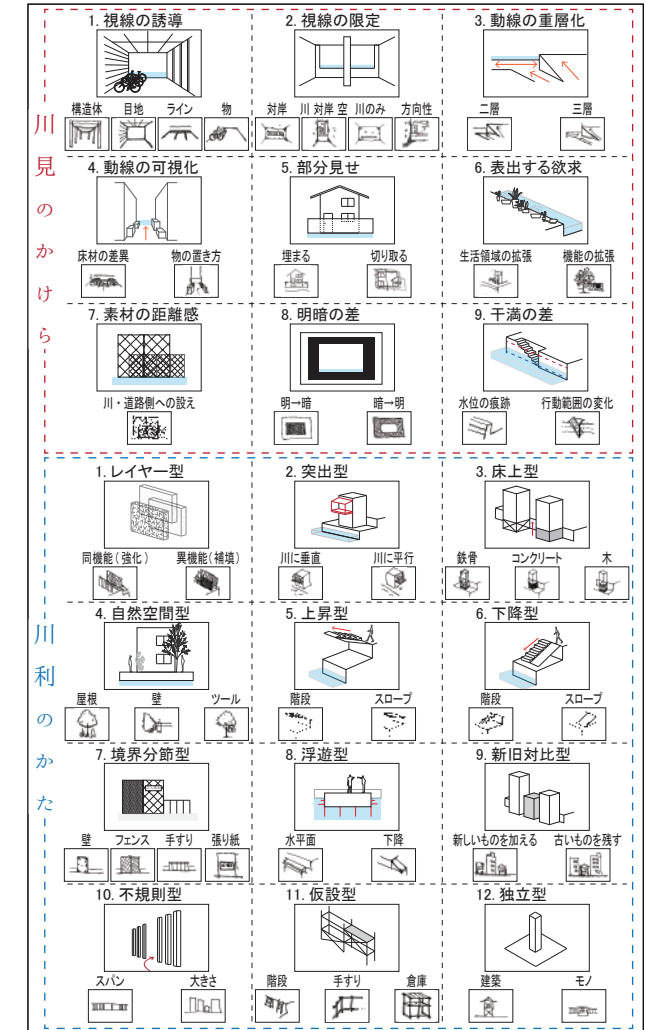 川見のかけら
1. 視線の誘導
構造体 目地 ライン 物
2. 視線の限定
対岸 川 対岸 空 川のみ 方向性
3. 動線の重層化
二層 三層
4. 動線の可視化
床材の差異 物の置き方
5. 部分見せ
埋まる 切り取る
6. 表出する欲求
生活領域の拡張 機能の拡張
7. 素材の距離感
川・道路側への設え
8. 明暗の差
明→暗 暗→明
9. 干満の差
水位の痕跡 行動範囲の変化
川利のかた
1. レイヤー型
同機能(強化) 異機能(補填)
2. 突出型
川に垂直 川に平行
3. 床上型
鉄骨 コンクリート 木
4. 自然空間型
屋根 壁 ツール
5. 上昇型
階段 スロープ
6. 下降型
階段 スロープ
7. 境界分節型
壁 フェンス 手すり 張り紙
8. 浮遊型
水平面 下降
9. 新旧対比型
新しいものを加える 古いものを残す
10. 不規則型
スパン 大きさ
11. 仮設型
階段 手すり 倉庫
12. 独立型
建築 モノ